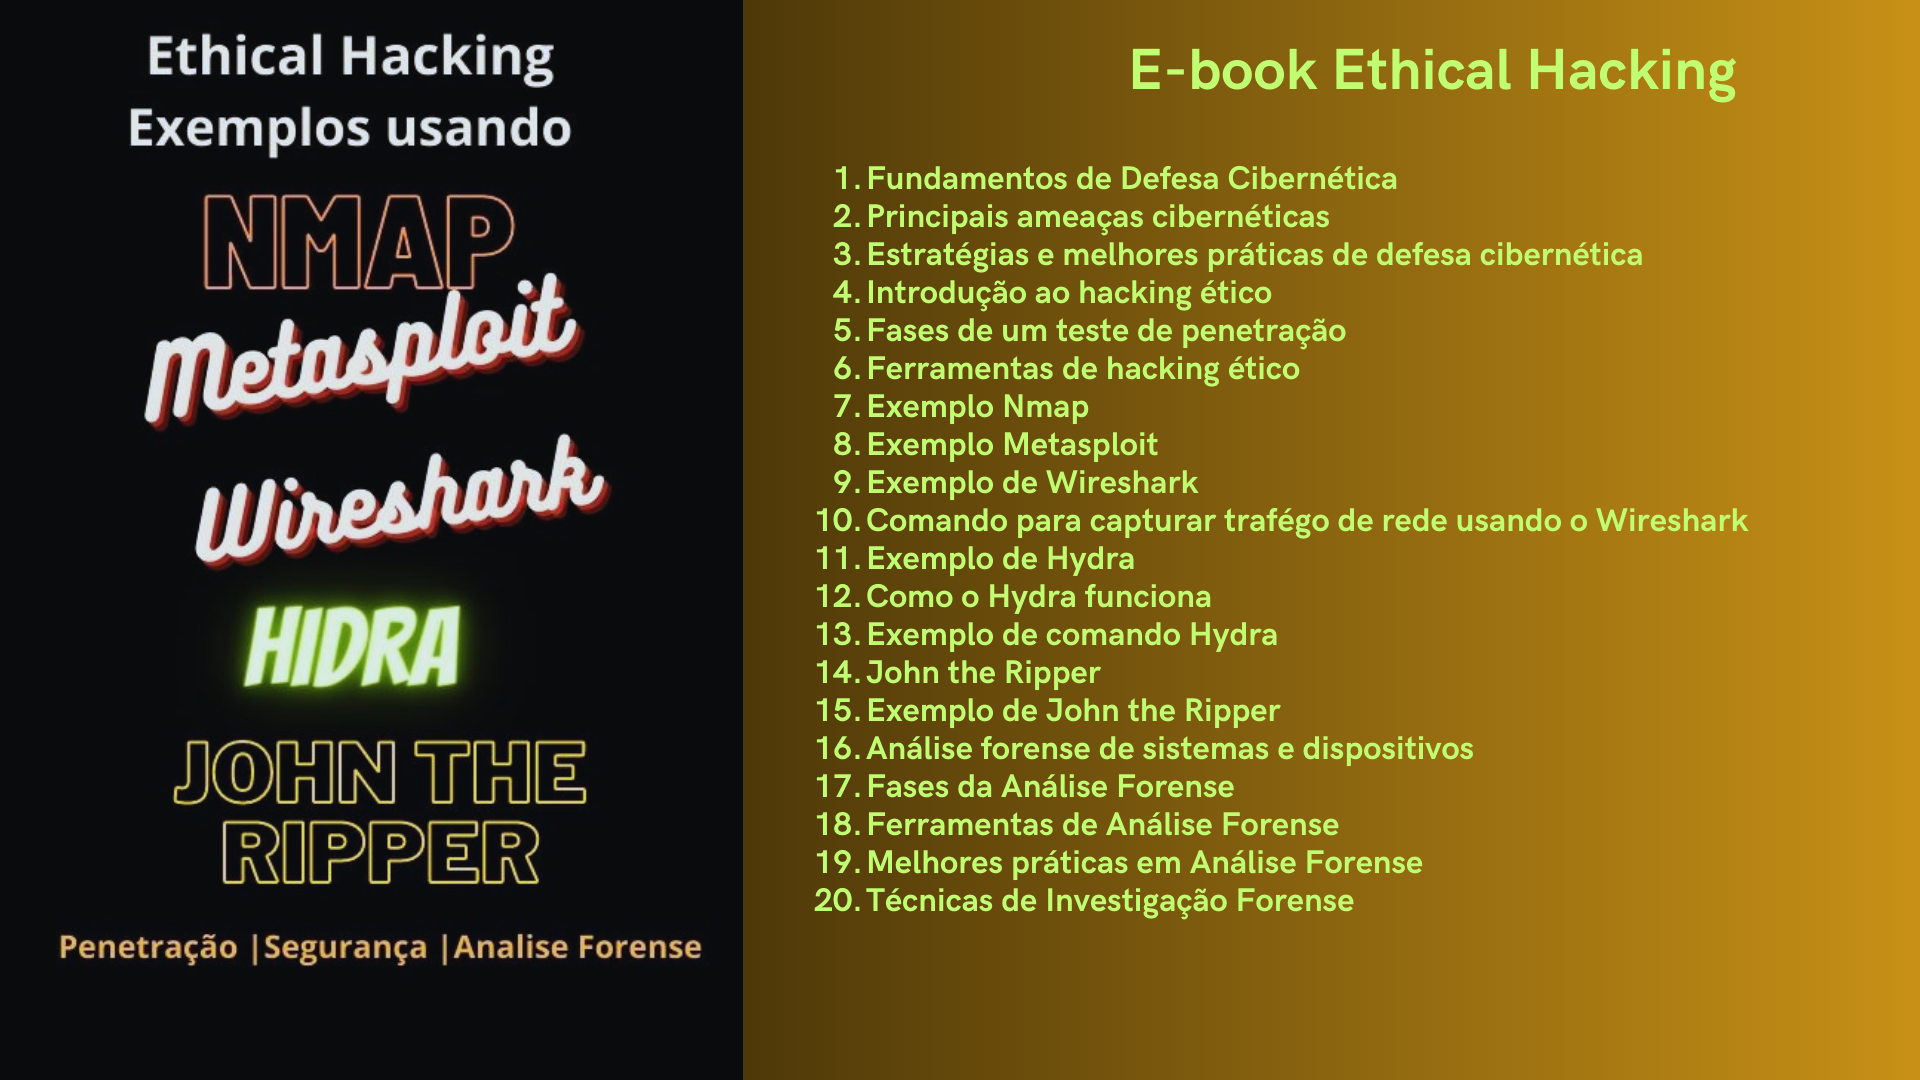 Ethical Hacking
Exemplos usando
NMAP
Metasploit
Wireshark
HIDRA
JOHN THE
RIPPER
Penetração |Segurança |Analise Forense
E-book Ethical Hacking
1. Fundamentos de Defesa Cibernética
2. Principais ameaças cibernéticas
3. Estratégias e melhores práticas de defesa cibernética
4. Introdução ao hacking ético
5. Fases de um teste de penetração
6. Ferramentas de hacking ético
7. Exemplo Nmap
8. Exemplo Metasploit
9. Exemplo de Wireshark
10. Comando para capturar trafégo de rede usando o Wireshark
11. Exemplo de Hydra
12. Como o Hydra funciona
13. Exemplo de comando Hydra
14. John the Ripper
15. Exemplo de John the Ripper
16. Análise forense de sistemas e dispositivos
17. Fases da Análise Forense
18. Ferramentas de Análise Forense
19. Melhores práticas em Análise Forense
20. Técnicas de Investigação Forense